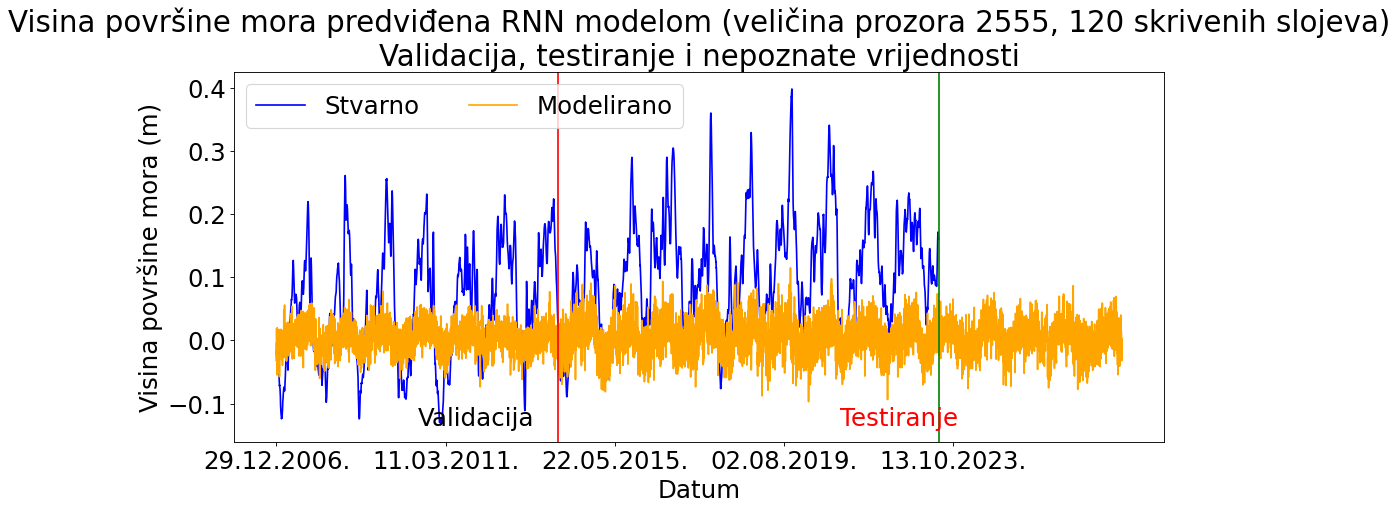 Visina površine mora predviđena RNN modelom (veličina prozora 2555, 120 skrivenih slojeva)
Validacija, testiranje i nepoznate vrijednosti
Stvarno
Modelirano
Visina površine mora (m)
0.4
0.3
0.2
0.1
0.0
−0.1
Validacija
Testiranje
29.12.2006.
11.03.2011.
22.05.2015.
02.08.2019.
13.10.2023.
Datum